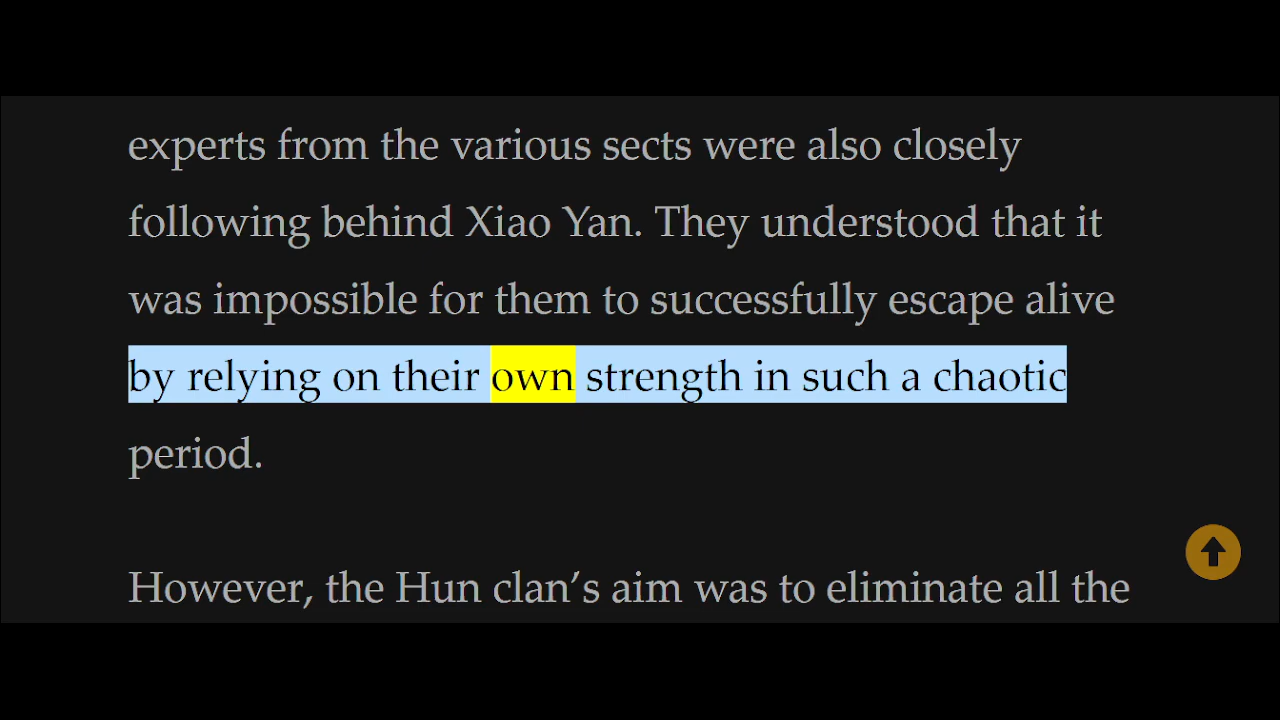 experts from the various sects were also closely
following behind Xiao Yan. They understood that it
was impossible for them to successfully escape alive
by relying on their own strength in such a chaotic
period.
However, the Hun clan’s aim was to eliminate all the